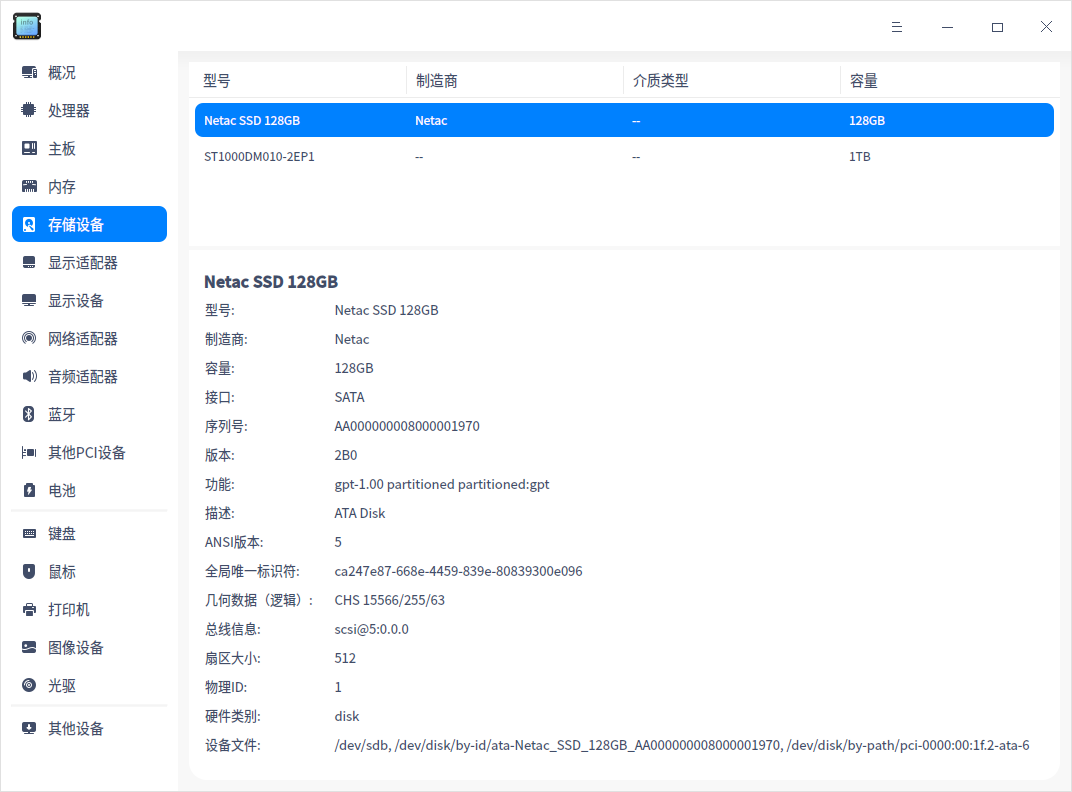 info
概况
处理器
主板
内存
存储设备
显示适配器
显示设备
网络适配器
音频适配器
蓝牙
其他PCI设备
电池
键盘
鼠标
打印机
图像设备
光驱
其他设备
型号 制造商 介质类型 容量
Netac SSD 128GB Netac -- 128GB
ST1000DM010-2EP1 -- -- 1TB
Netac SSD 128GB
型号: Netac SSD 128GB
制造商: Netac
容量: 128GB
接口: SATA
序列号: AA000000008000001970
版本: 2B0
功能: gpt-1.00 partitioned partitioned:gpt
描述: ATA Disk
ANSI版本: 5
全局唯一标识符: ca247e87-668e-4459-839e-80839300e096
几何数据（逻辑）: CHS 15566/255/63
总线信息: scsi@5:0.0.0
扇区大小: 512
物理ID: 1
硬件类别: disk
设备文件: /dev/sdb, /dev/disk/by-id/ata-Netac_SSD_128GB_AA000000008000001970, /dev/disk/by-path/pci-0000:00:1f.2-ata-6